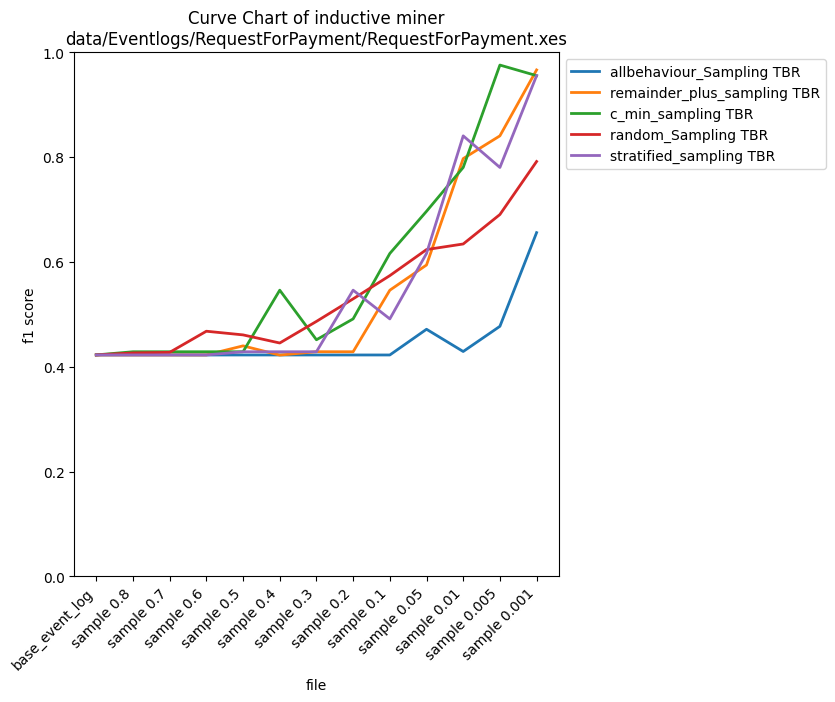 Curve Chart of inductive miner
data/Eventlogs/RequestForPayment/RequestForPayment.xes
1.0
0.8
0.6
0.4
0.2
0.0
f1 score
allbehaviour_Sampling TBR
remainder_plus_sampling TBR
c_min_sampling TBR
random_Sampling TBR
stratified_sampling TBR
base_event_log
sample 0.8
sample 0.7
sample 0.6
sample 0.5
sample 0.4
sample 0.3
sample 0.2
sample 0.1
sample 0.05
sample 0.01
sample 0.005
sample 0.001
file